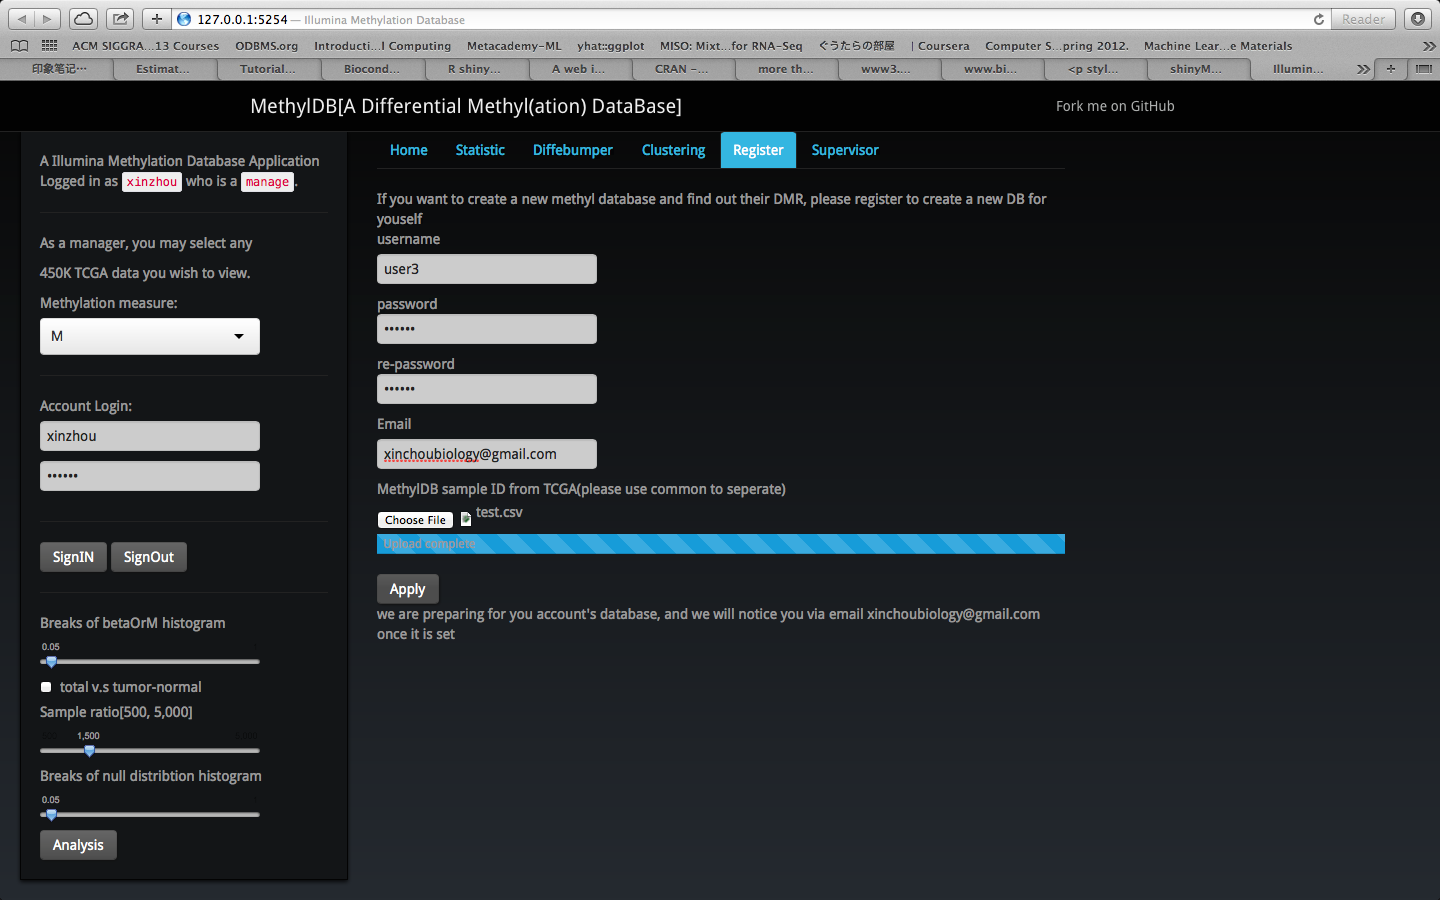 127.0.0.1:5254 — Illumina Methylation Database
Reader
ACM SIGGRA...13 Courses ODBMS.org Introducti...l Computing Metacademy-ML yhat::ggplot MISO: Mixt...for RNA-Seq ぐうたらの部屋 | Coursera Computer S...pring 2012. Machine Lear...e Materials
印象笔记… Estimat... Tutorial... Biocond... R shiny... A web i... CRAN –... more th... www3.... www.bi... <p styl... shinyM... Illumin...
MethylDB[A Differential Methyl(ation) DataBase]
Fork me on GitHub
A Illumina Methylation Database Application
Logged in as xinzhou who is a manage.
As a manager, you may select any
450K TCGA data you wish to view.
Methylation measure:
M
Account Login:
xinzhou
••••••
SignIN SignOut
Breaks of betaOrM histogram
0.05
total v.s tumor-normal
Sample ratio[500, 5,000]
1,500
Breaks of null distribtion histogram
0.05
Analysis
Home Statistic Diffebumper Clustering Register Supervisor
If you want to create a new methyl database and find out their DMR, please register to create a new DB for
youself
username
user3
password
••••••
re-password
••••••
Email
xinchoubiology@gmail.com
MethylDB sample ID from TCGA(please use common to seperate)
Choose File test.csv
Upload complete
Apply
we are preparing for you account's database, and we will notice you via email xinchoubiology@gmail.com
once it is set